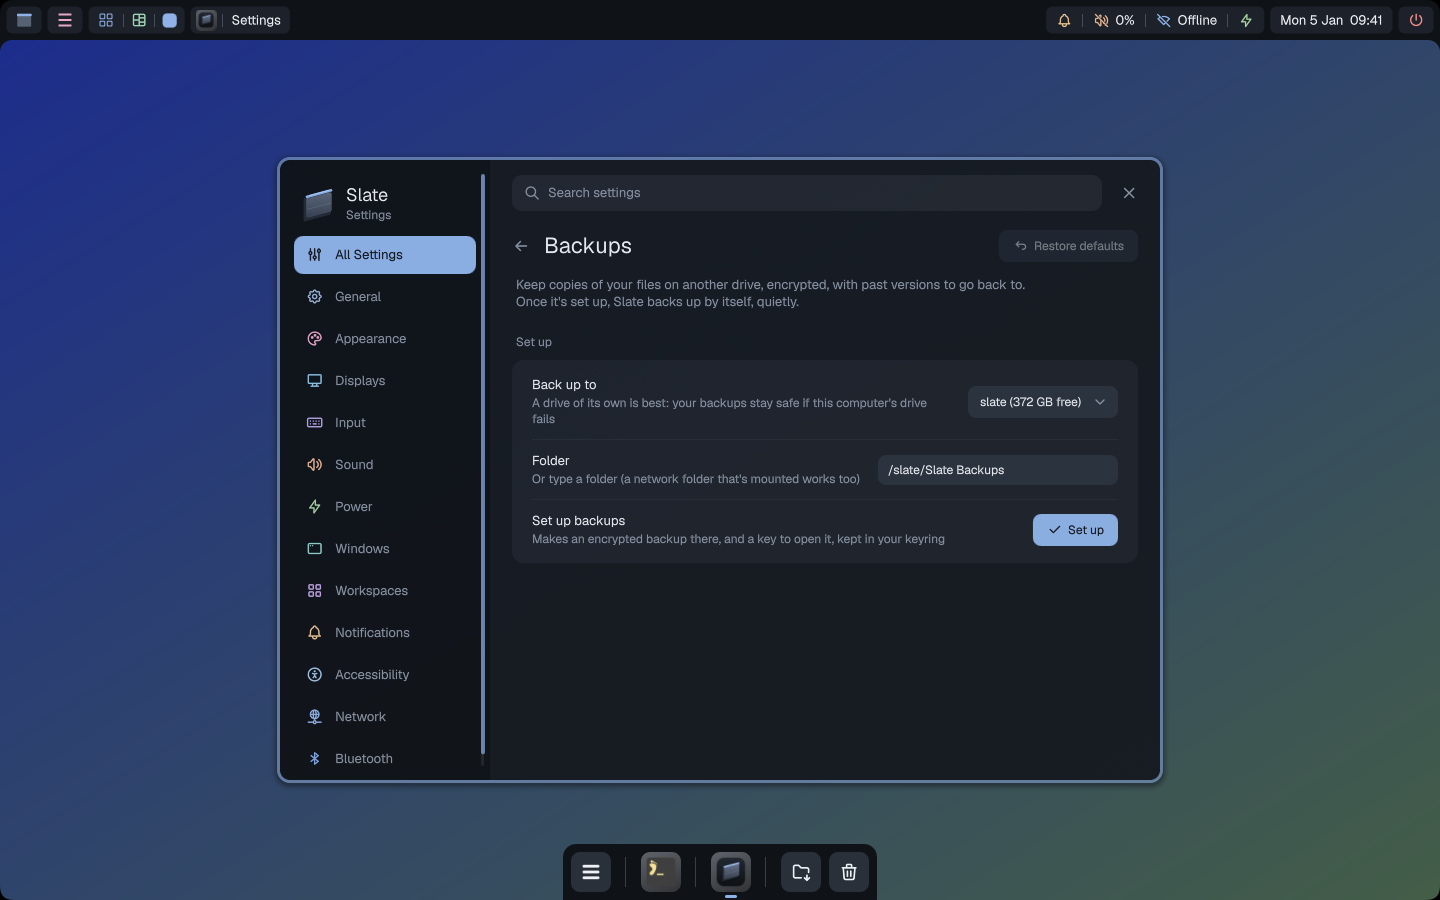 Settings
0%
Offline
Mon 5 Jan 09:41
Slate
Settings
Search settings
All Settings
General
Appearance
Displays
Input
Sound
Power
Windows
Workspaces
Notifications
Accessibility
Network
Bluetooth
Backups
Restore defaults
Keep copies of your files on another drive, encrypted, with past versions to go back to.
Once it's set up, Slate backs up by itself, quietly.
Set up
Back up to
A drive of its own is best: your backups stay safe if this computer's drive
fails
slate (372 GB free)
Folder
Or type a folder (a network folder that's mounted works too)
/slate/Slate Backups
Set up backups
Makes an encrypted backup there, and a key to open it, kept in your keyring
Set up